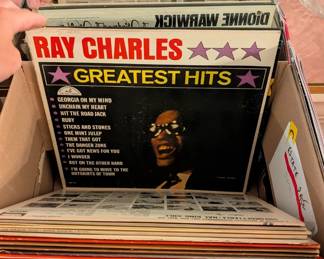 DIONNE WARWICK
RAY CHARLES
GREATEST HITS
GEORGIA ON MY MIND
UNCHAIN MY HEART
HIT THE ROAD JACK
RUBY
STICKS AND STONES
ONE MINT JULEP
THEM THAT GOT
THE DANGER ZONE
I'VE GOT NEWS FOR YOU
I WONDER
BUT ON THE OTHER HAND
I'M GOING TO MOVE TO THE
OUTSKIRTS OF TOWN